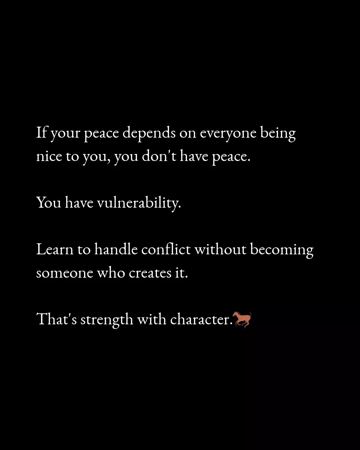 If your peace depends on everyone being
nice to you, you don't have peace.
You have vulnerability.
Learn to handle conflict without becoming
someone who creates it.
That's strength with character.🐎